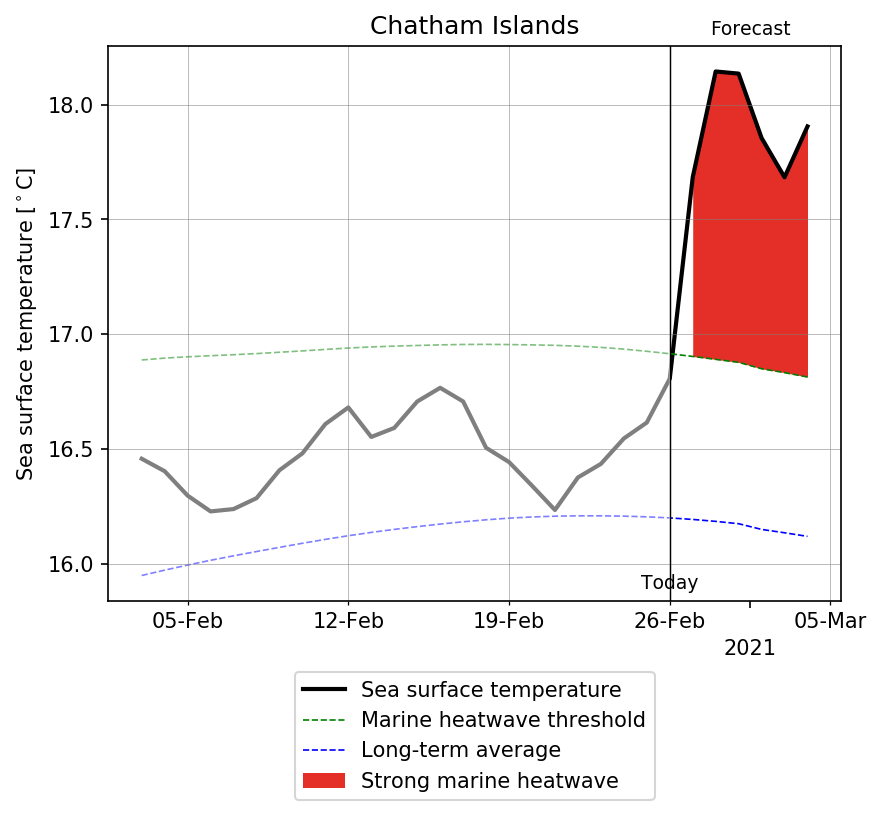 Chatham Islands
Forecast
Sea surface temperature [°C]
18.0
17.5
17.0
16.5
16.0
Today
05-Feb 12-Feb 19-Feb 26-Feb 05-Mar
2021
Sea surface temperature
Marine heatwave threshold
Long-term average
Strong marine heatwave